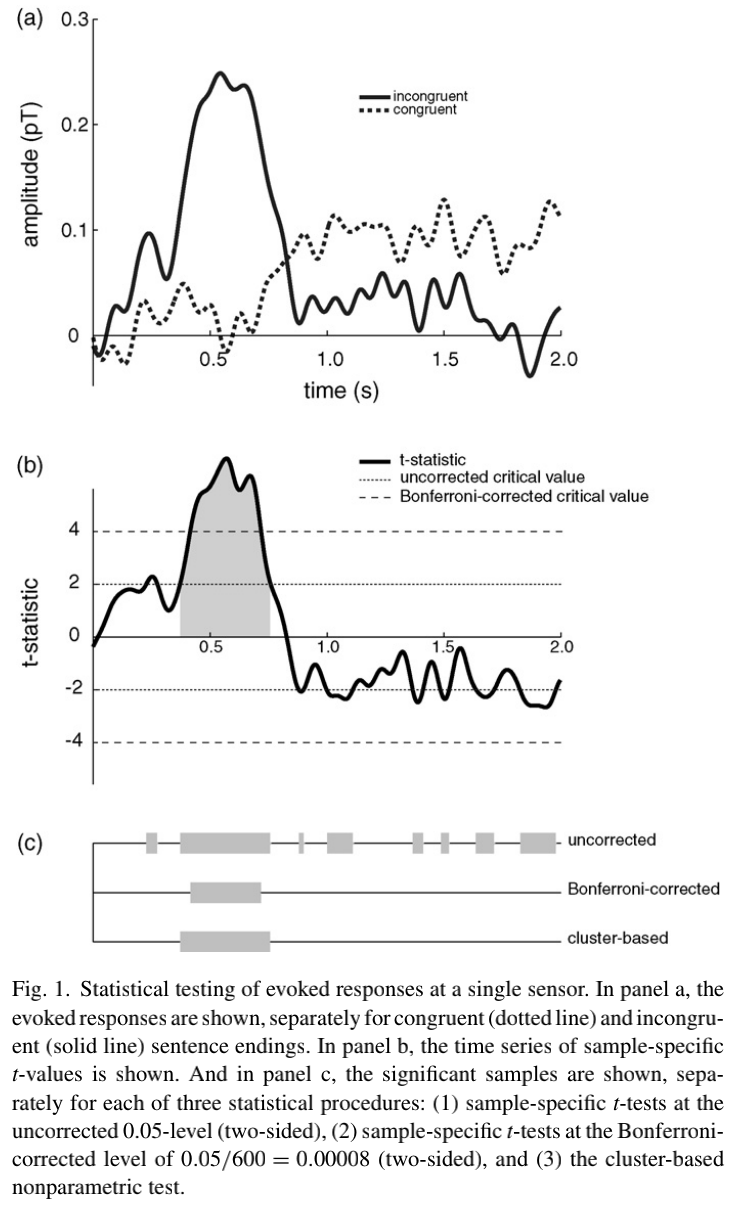 (a)
0.3
0.2
0.1
0
amplitude (pT)
incongruent
congruent
0.5 1.0 1.5 2.0
time (s)
(b)
t-statistic
uncorrected critical value
Bonferroni-corrected critical value
4
2
0
-2
-4
t-statistic
0.5 1.0 1.5 2.0
(c)
uncorrected
Bonferroni-corrected
cluster-based
Fig. 1. Statistical testing of evoked responses at a single sensor. In panel a, the
evoked responses are shown, separately for congruent (dotted line) and incongru-
ent (solid line) sentence endings. In panel b, the time series of sample-specific
t-values is shown. And in panel c, the significant samples are shown, sepa-
rately for each of three statistical procedures: (1) sample-specific t-tests at the
uncorrected 0.05-level (two-sided), (2) sample-specific t-tests at the Bonferroni-
corrected level of 0.05/600 = 0.00008 (two-sided), and (3) the cluster-based
nonparametric test.